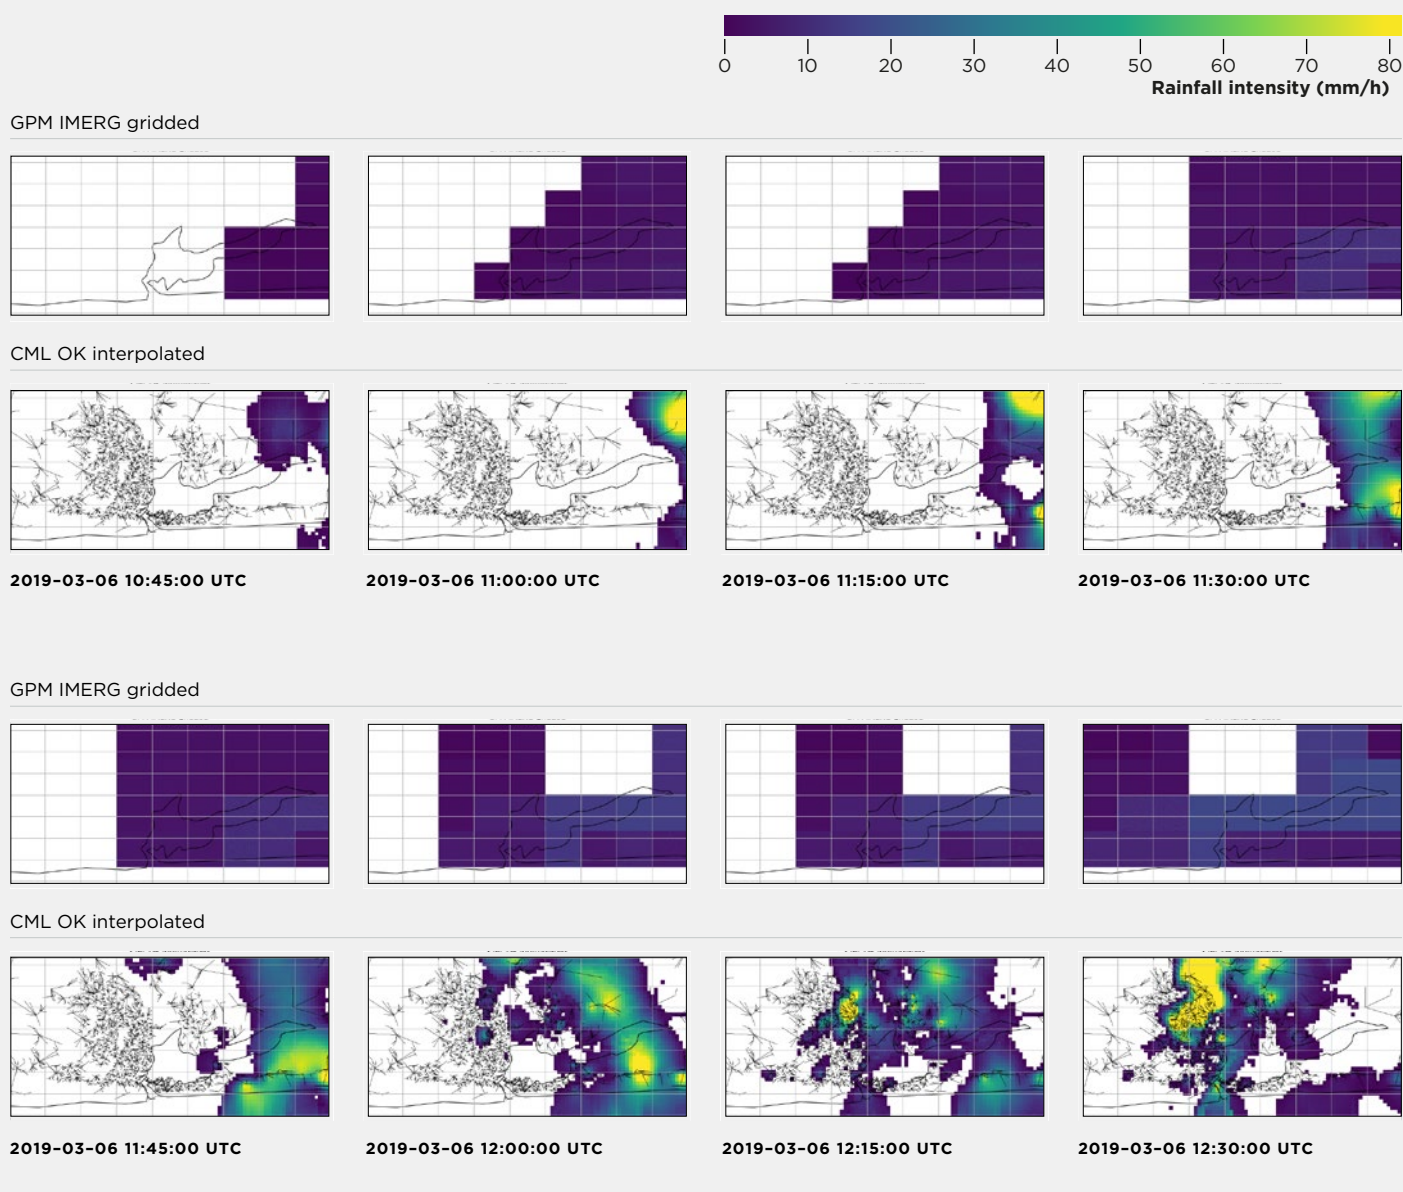 0 10 20 30 40 50 60 70 80
Rainfall intensity (mm/h)
GPM IMERG gridded
CML OK interpolated
2019-03-06 10:45:00 UTC
2019-03-06 11:00:00 UTC
2019-03-06 11:15:00 UTC
2019-03-06 11:30:00 UTC
GPM IMERG gridded
CML OK interpolated
2019-03-06 11:45:00 UTC
2019-03-06 12:00:00 UTC
2019-03-06 12:15:00 UTC
2019-03-06 12:30:00 UTC